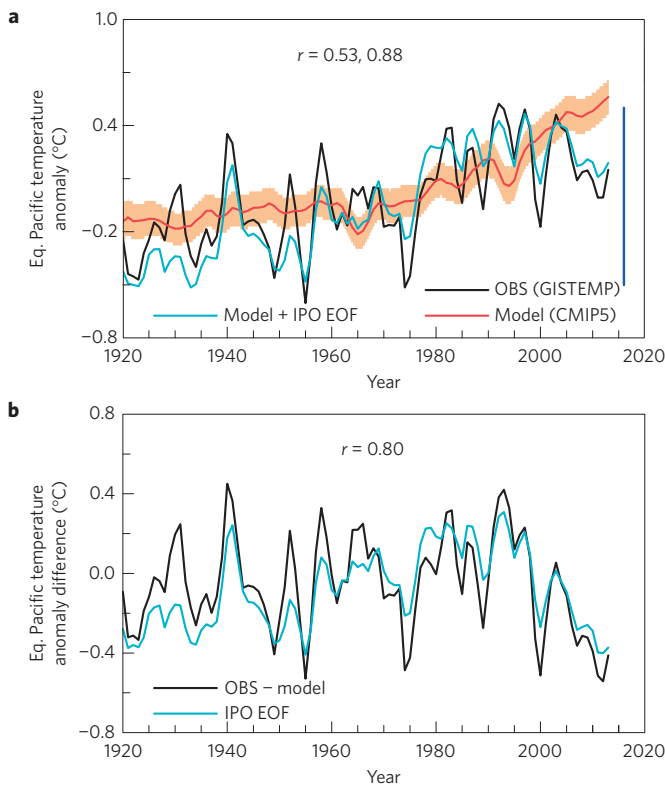 a
r = 0.53, 0.88
Eq. Pacific temperature
anomaly (°C)
1.0
0.4
−0.2
−0.8
OBS (GISTEMP)
Model + IPO EOF
Model (CMIP5)
1920
1940
1960
1980
2000
2020
Year
b
r = 0.80
Eq. Pacific temperature
anomaly difference (°C)
0.8
0.4
0.0
−0.4
−0.8
OBS − model
IPO EOF
1920
1940
1960
1980
2000
2020
Year